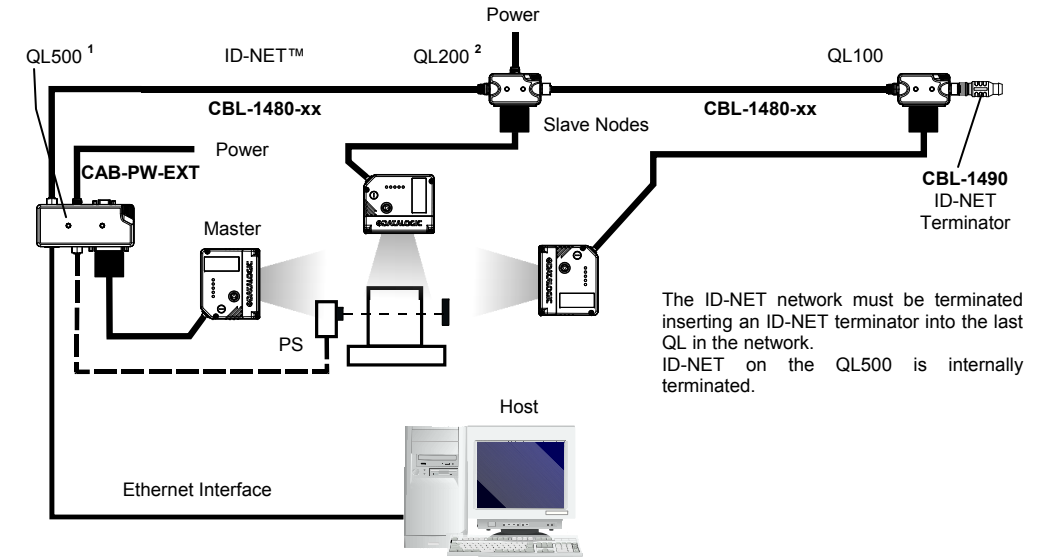 Power
QL500 ¹
ID-NET™
QL200 ²
QL100
CBL-1480-xx
CBL-1480-xx
Slave Nodes
Power
CAB-PW-EXT
CBL-1490
ID-NET
Terminator
Master
DATALOGIC
DATALOGIC
DATALOGIC
PS
The ID-NET network must be terminated
inserting an ID-NET terminator into the last
QL in the network.
ID-NET on the QL500 is internally
terminated.
Host
Ethernet Interface